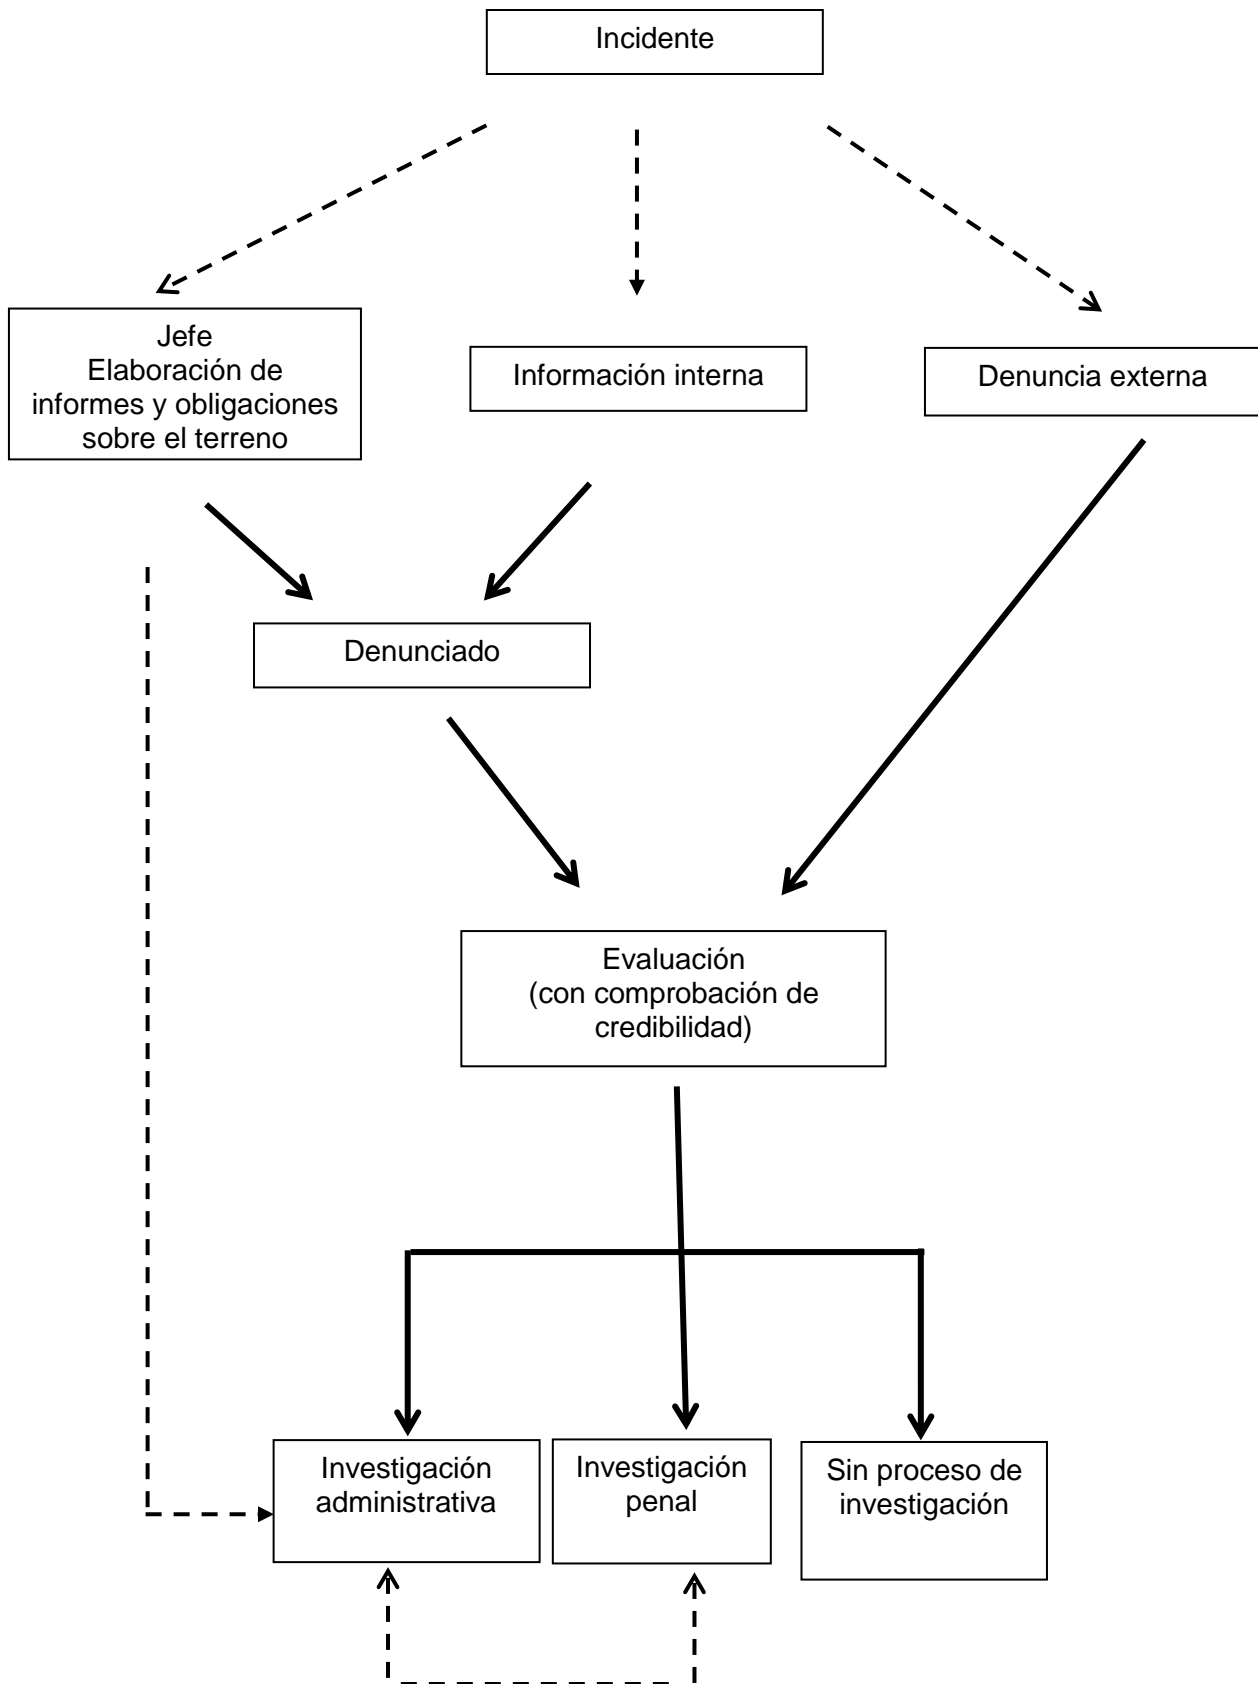 Incidente
Jefe
Elaboración de
informes y obligaciones
sobre el terreno
Información interna
Denuncia externa
Denunciado
Evaluación
(con comprobación de
credibilidad)
Investigación
administrativa
Investigación
penal
Sin proceso de
investigación